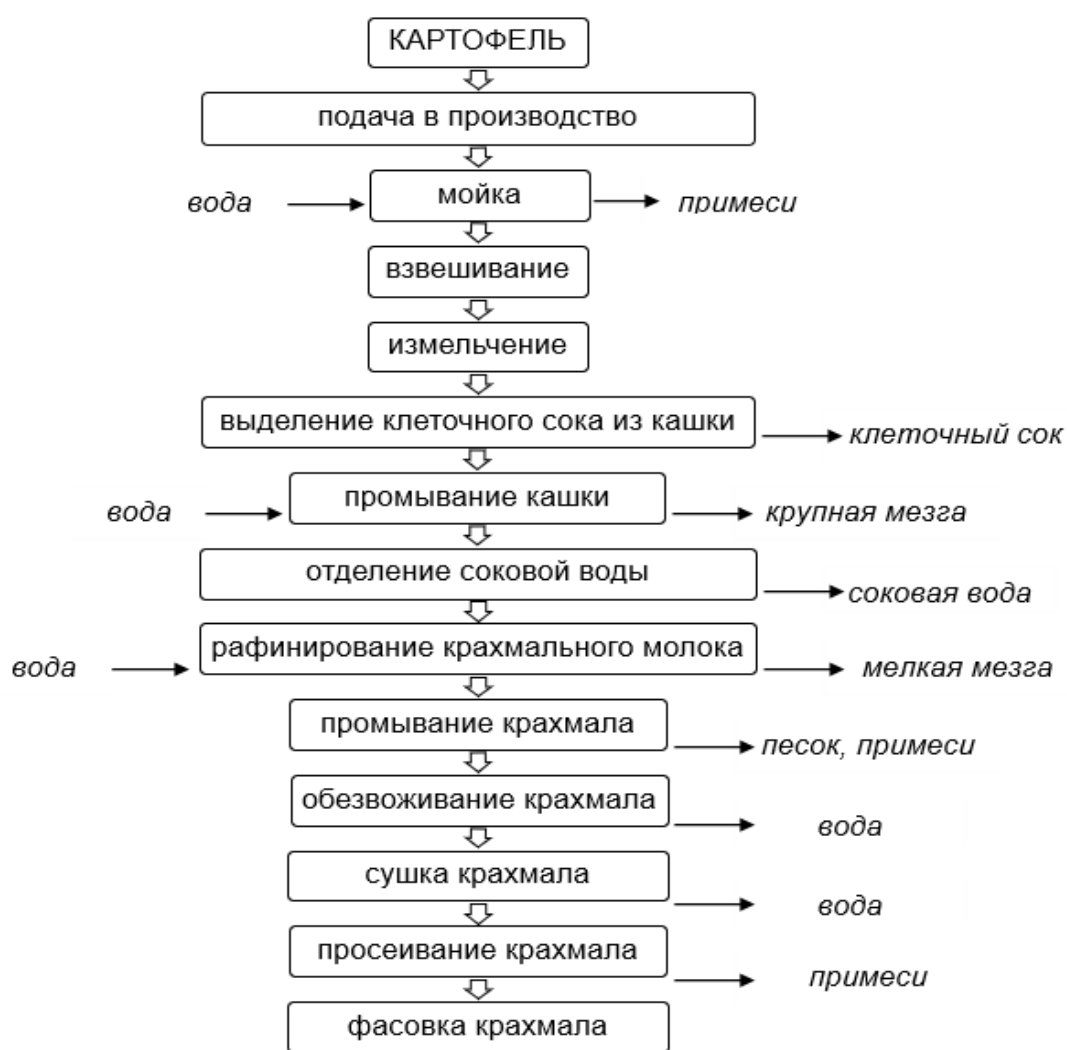 КАРТОФЕЛЬ
подача в производство
вода
мойка
примеси
взвешивание
измельчение
выделение клеточного сока из кашки
клеточный сок
вода
промывание кашки
крупная мезга
отделение соковой воды
соковая вода
вода
рафинирование крахмального молока
мелкая мезга
промывание крахмала
песок, примеси
обезвоживание крахмала
вода
сушка крахмала
вода
просеивание крахмала
примеси
фасовка крахмала